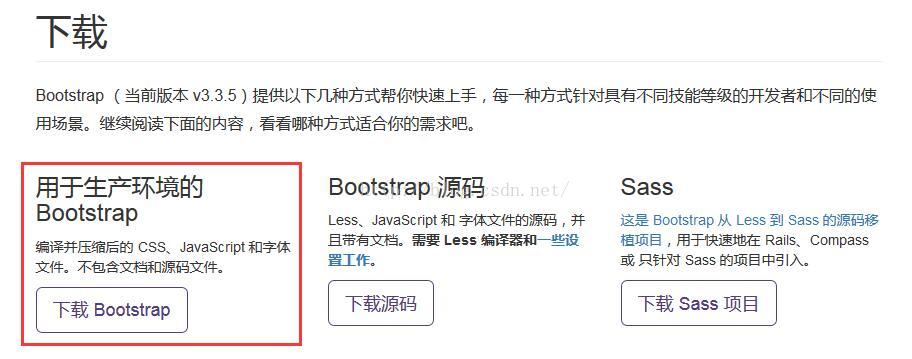 下载
Bootstrap （当前版本 v3.3.5）提供以下几种方式帮你快速上手，每一种方式针对具有不同技能等级的开发者和不同的使
用场景。继续阅读下面的内容，看看哪种方式适合你的需求吧。
用于生产环境的
Bootstrap
编译并压缩后的 CSS、JavaScript 和字体
文件。不包含文档和源码文件。
下载 Bootstrap
Bootstrap 源码
Less、JavaScript 和 字体文件的源码，并
且带有文档。需要 Less 编译器和一些设
置工作。
下载源码
Sass
这是 Bootstrap 从 Less 到 Sass 的源码移
植项目，用于快速地在 Rails、Compass
或 只针对 Sass 的项目中引入。
下载 Sass 项目